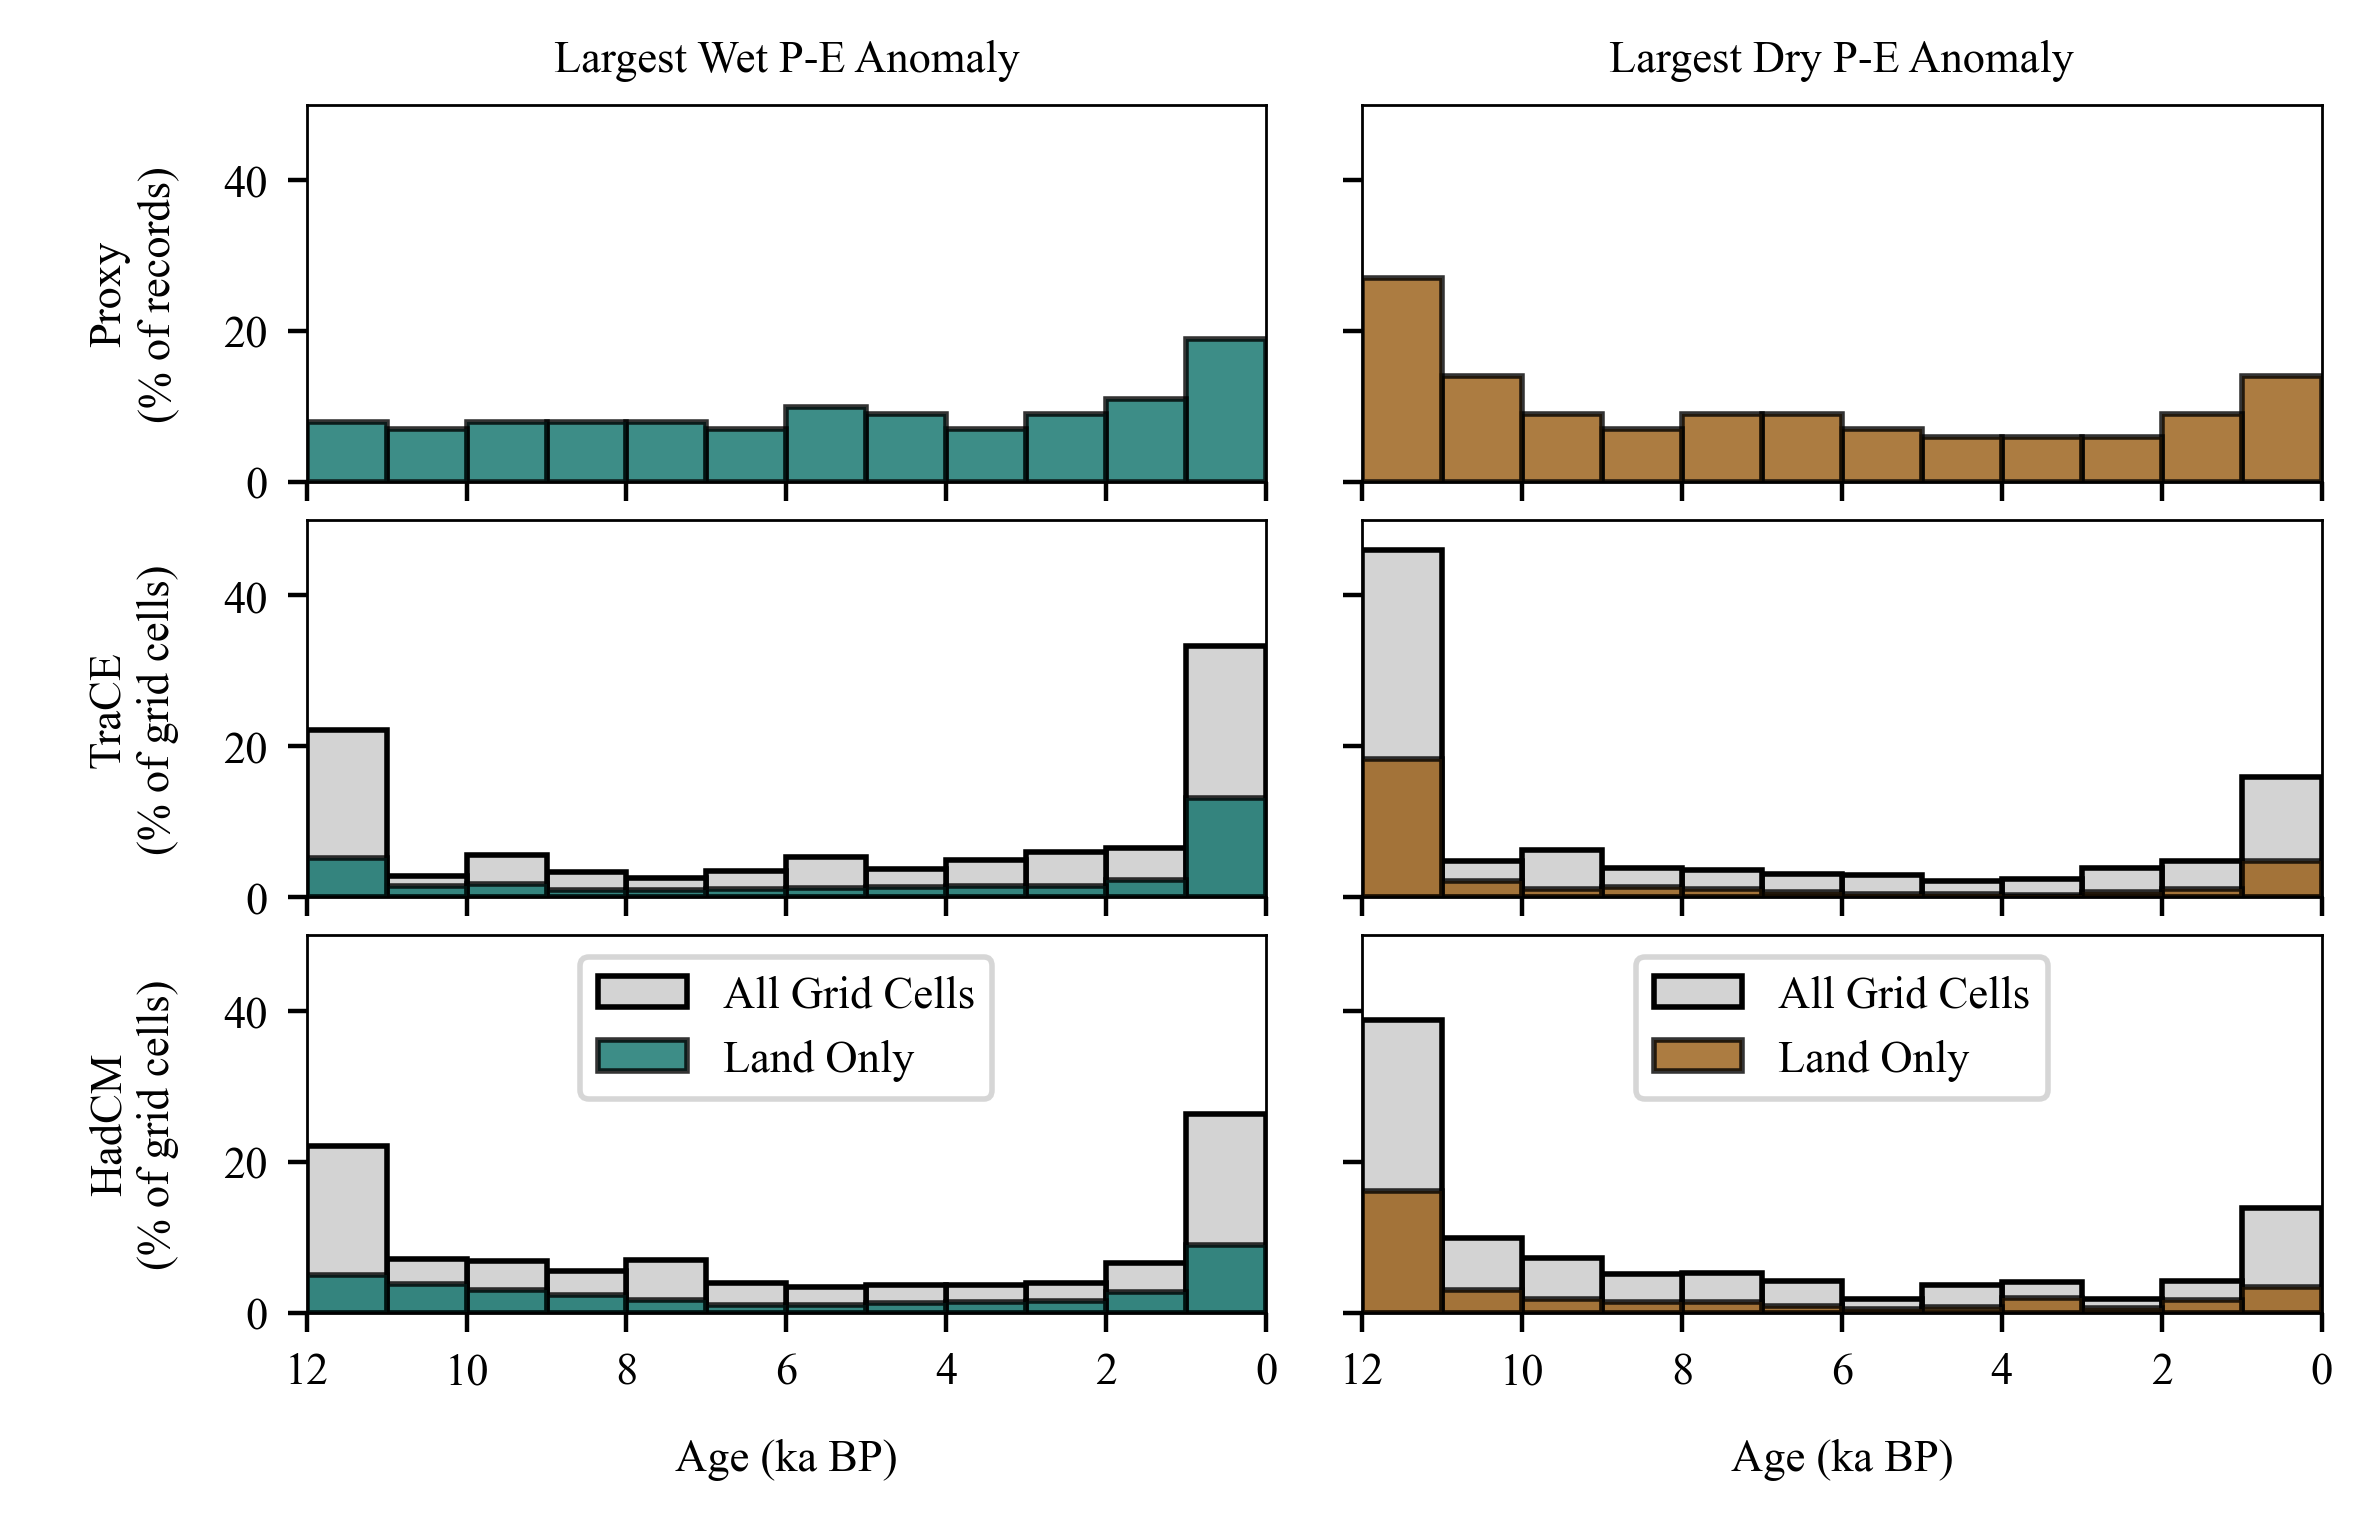 Largest Wet P-E Anomaly
Largest Dry P-E Anomaly
Proxy
(% of records)
40
20
0
TraCE
(% of grid cells)
40
20
0
HadCM
(% of grid cells)
40
20
0
All Grid Cells
Land Only
All Grid Cells
Land Only
12 10 8 6 4 2 0
12 10 8 6 4 2 0
Age (ka BP)
Age (ka BP)